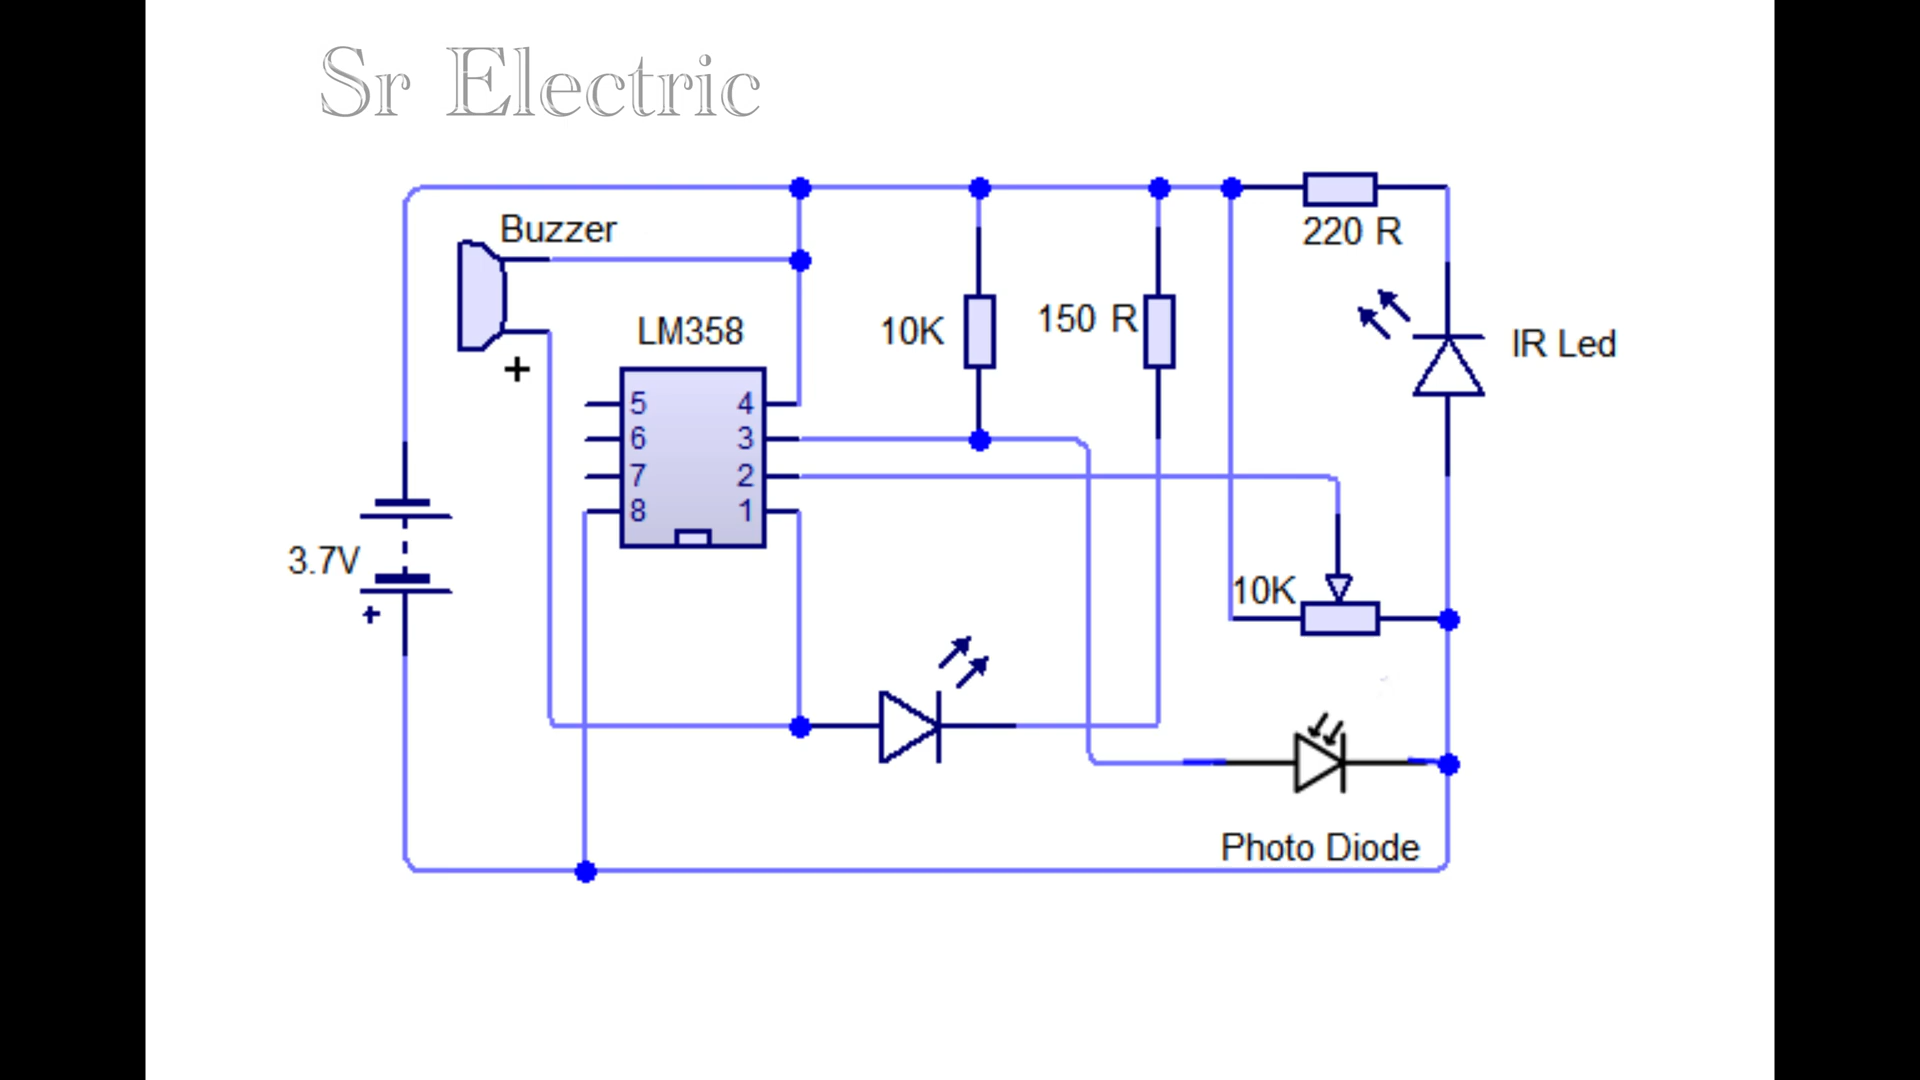 Sr Electric
Buzzer
+
LM358
5 4
6 3
7 2
8 1
10K
150 R
220 R
IR Led
3.7V
+
10K
Photo Diode